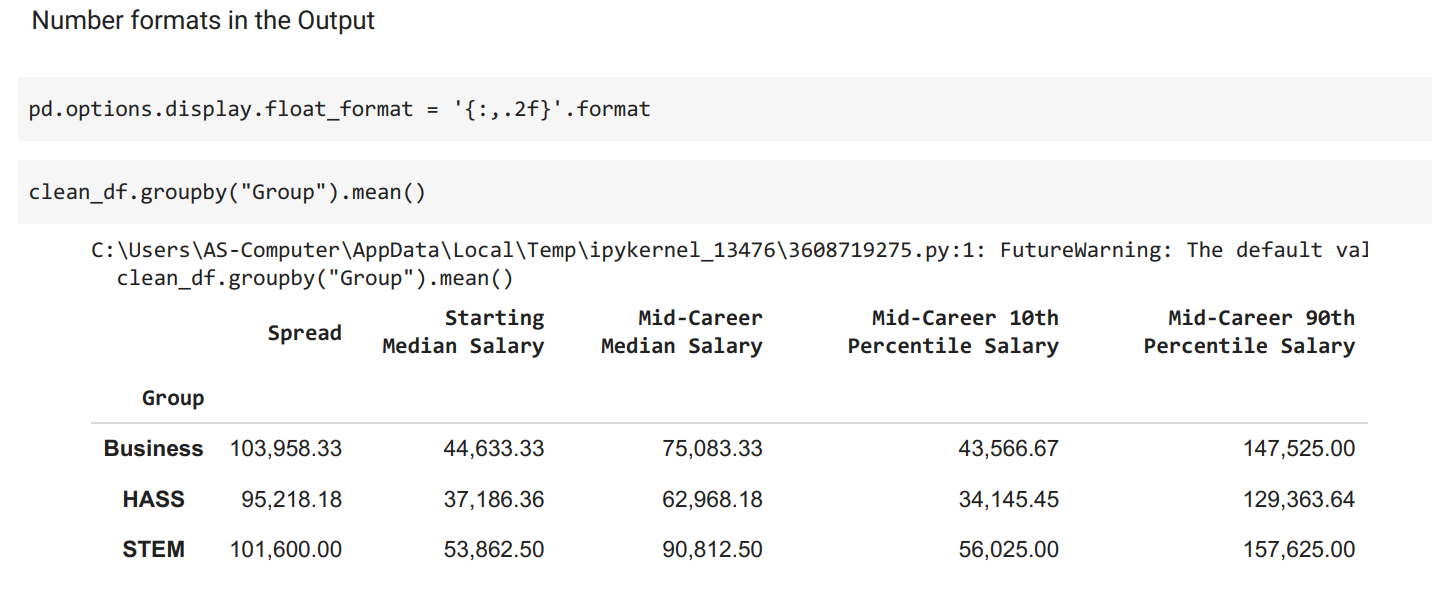 Number formats in the Output
pd.options.display.float_format = '{:,.2f}'.format
clean_df.groupby("Group").mean()
C:\Users\AS-Computer\AppData\Local\Temp\ipykernel_13476\3608719275.py:1: FutureWarning: The default val
clean_df.groupby("Group").mean()
Spread Starting Median Salary Mid-Career Median Salary Mid-Career 10th Percentile Salary Mid-Career 90th Percentile Salary
Group
Business 103,958.33 44,633.33 75,083.33 43,566.67 147,525.00
HASS 95,218.18 37,186.36 62,968.18 34,145.45 129,363.64
STEM 101,600.00 53,862.50 90,812.50 56,025.00 157,625.00